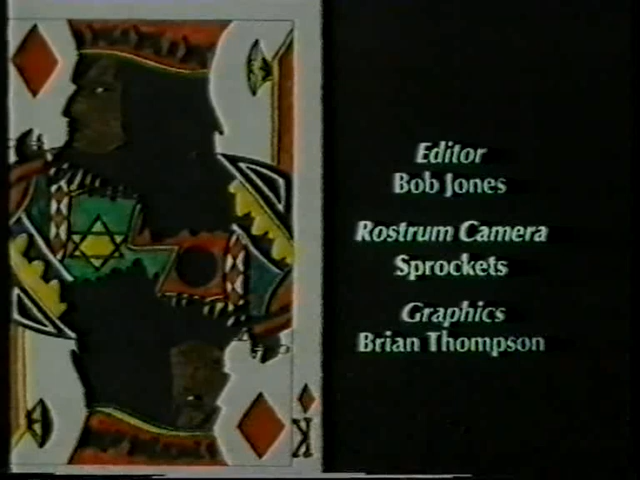 Editor
Bob Jones
Rostrum Camera
Sprockets
Graphics
Brian Thompson
K